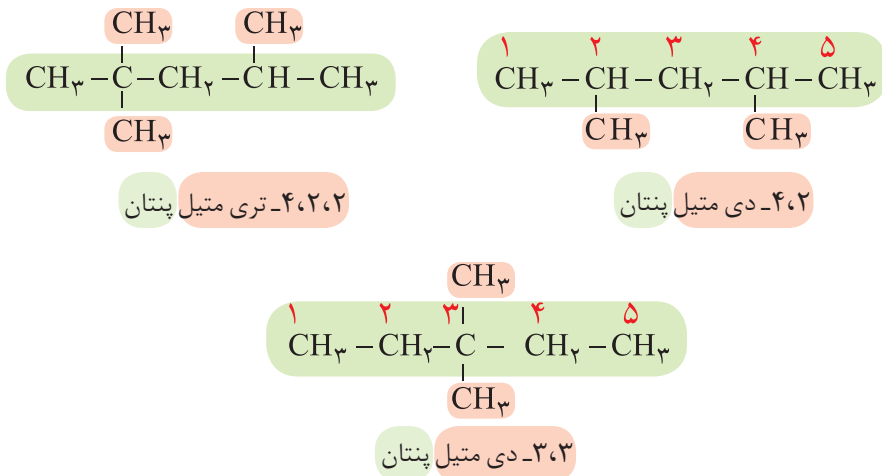 CH۳ CH۳
CH۳ – C – CH۲ – CH – CH۳
CH۳
۴،۲،۲ـ تری متیل پنتان
۱ ۲ ۳ ۴ ۵
CH۳ – CH – CH۲ – CH – CH۳
CH۳ CH۳
۴،۲ـ دی متیل پنتان
CH۳
۱ ۲ ۳ ۴ ۵
CH۳ – CH۲ – C – CH۲ – CH۳
CH۳
۳،۳ـ دی متیل پنتان